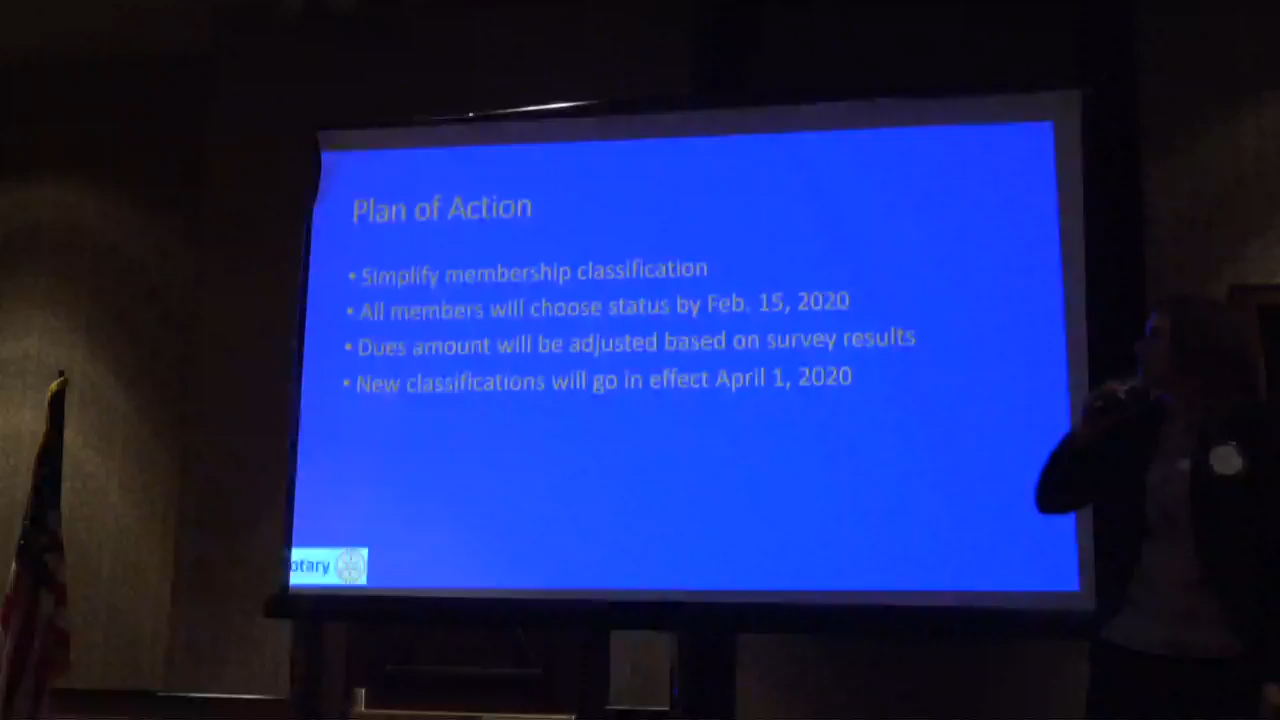 Plan of Action
• Simplify membership classification
• All members will choose status by Feb. 15, 2020
• Dues amount will be adjusted based on survey results
• New classifications will go in effect April 1, 2020
otary